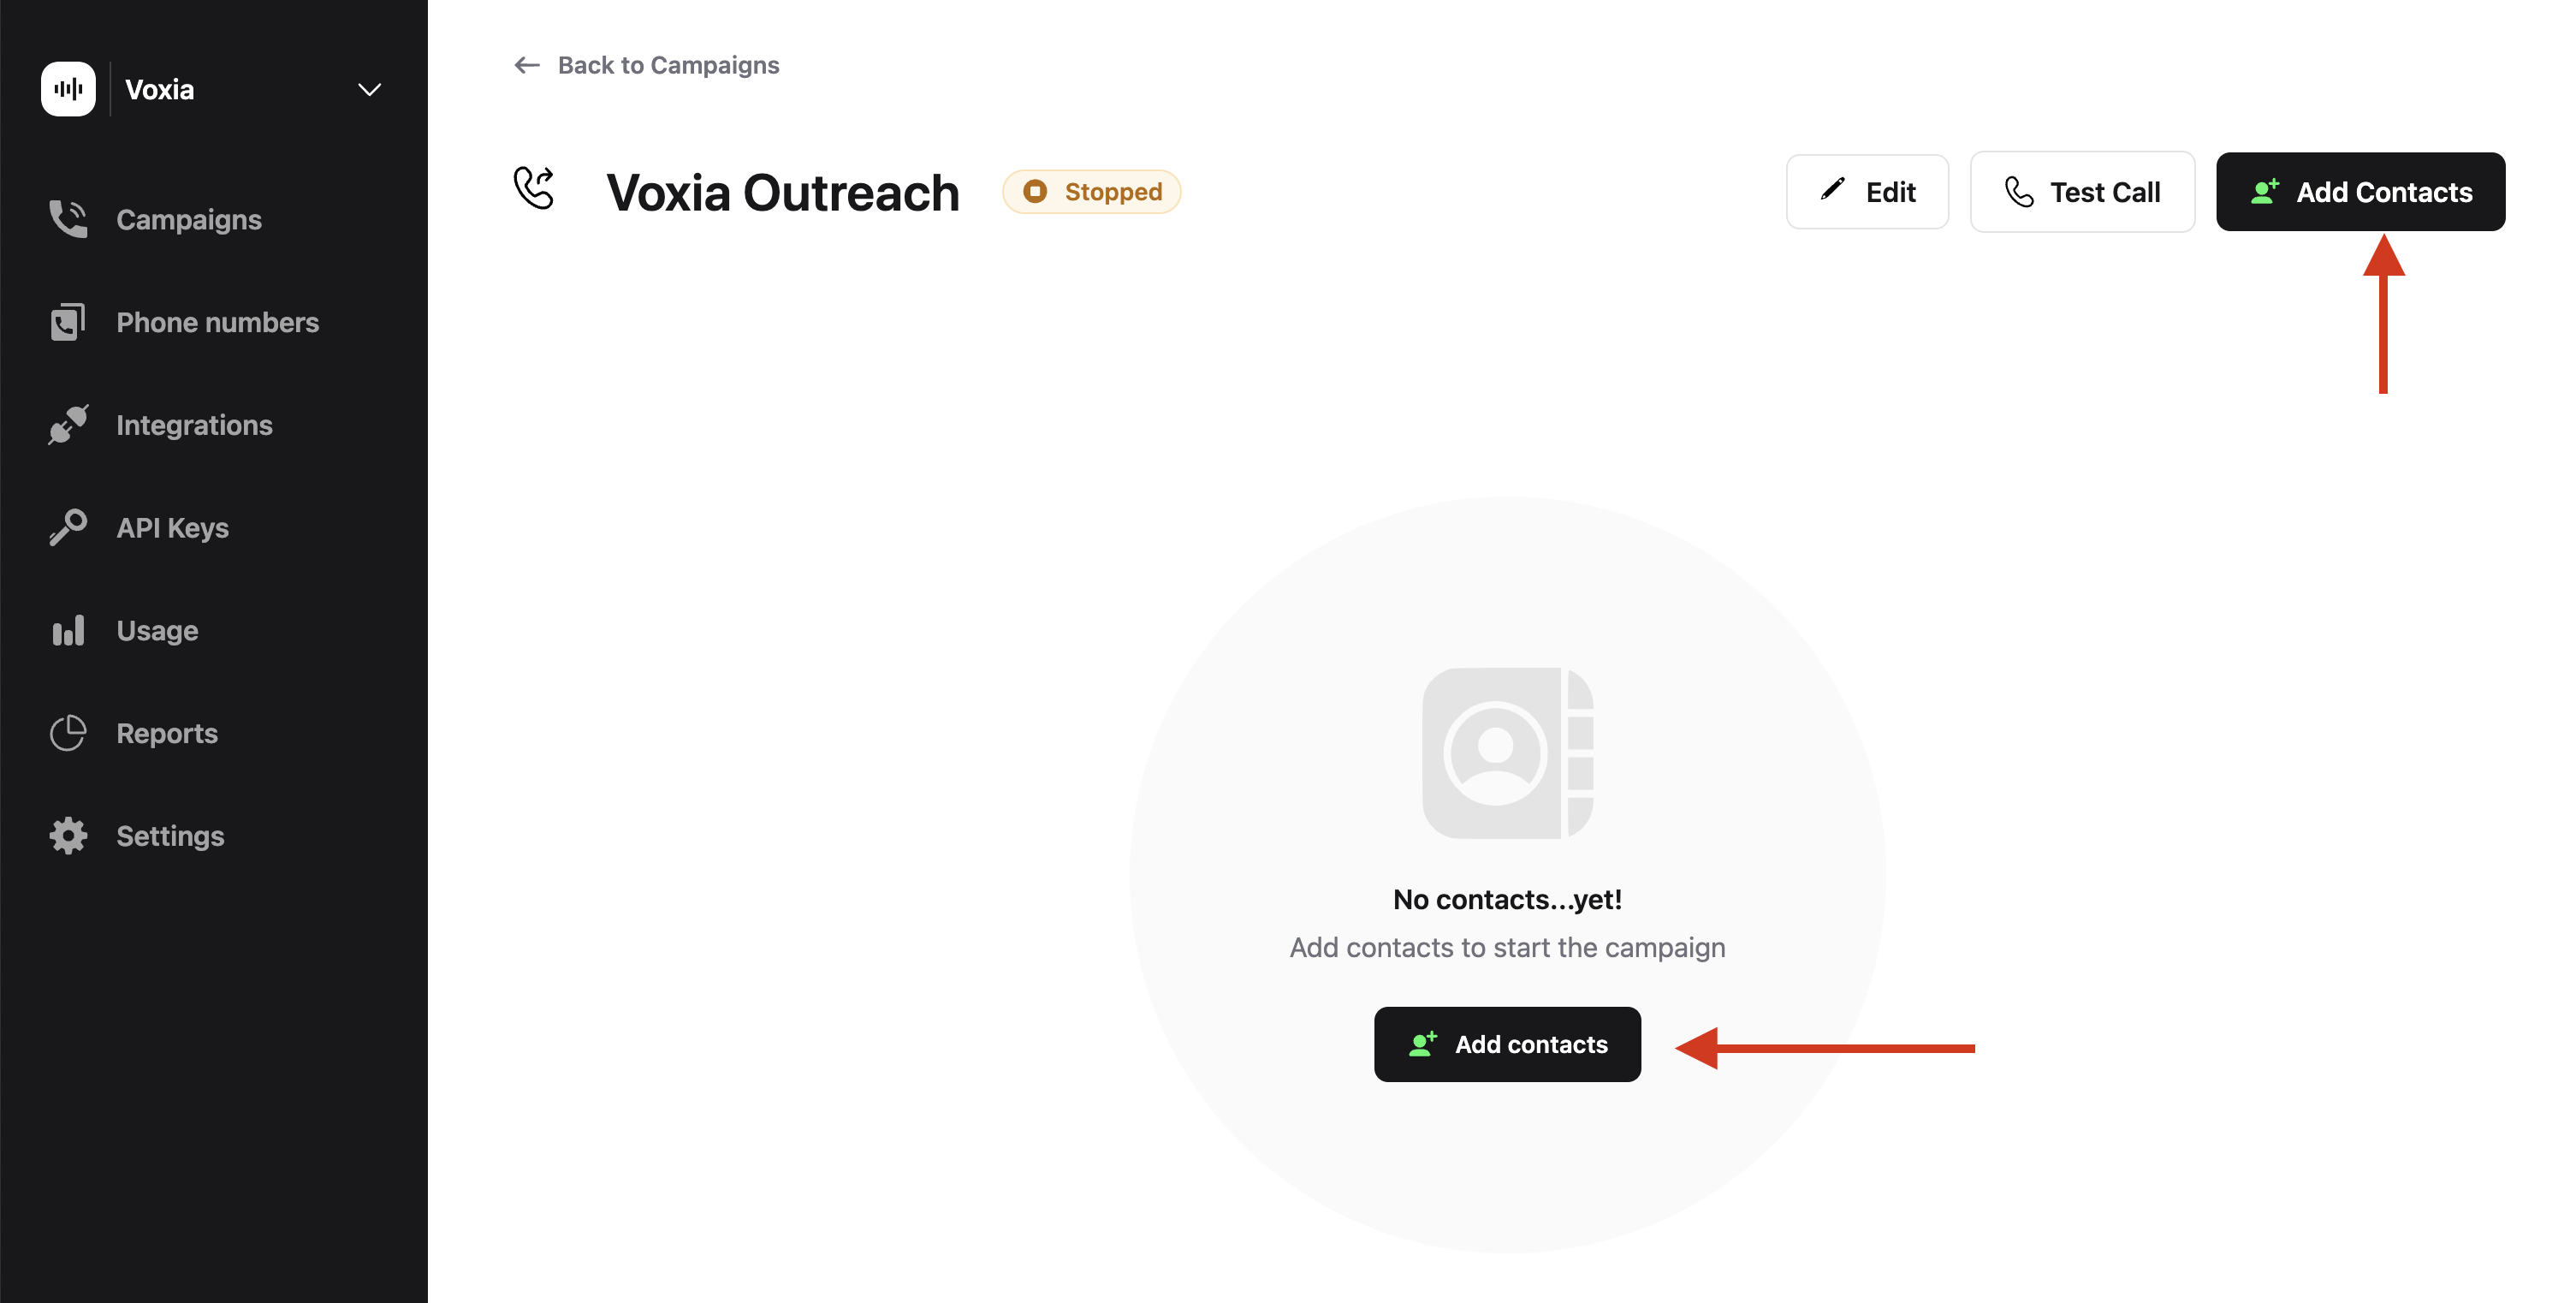 Voxia
Campaigns
Phone numbers
Integrations
API Keys
Usage
Reports
Settings
Back to Campaigns
Voxia Outreach
Stopped
Edit
Test Call
Add Contacts
No contacts...yet!
Add contacts to start the campaign
Add contacts